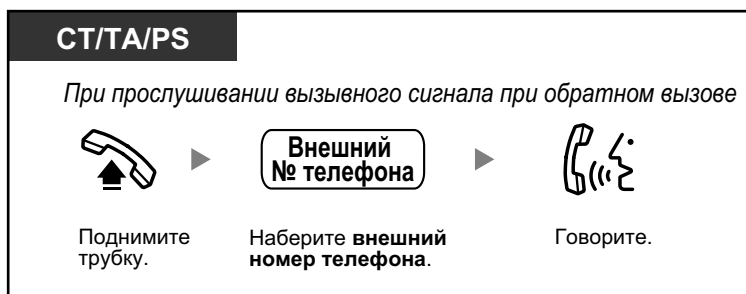 CT/TA/PS
При прослушивании вызывного сигнала при обратном вызове
Внешний
№ телефона
Поднимите
трубку.
Наберите внешний
номер телефона.
Говорите.